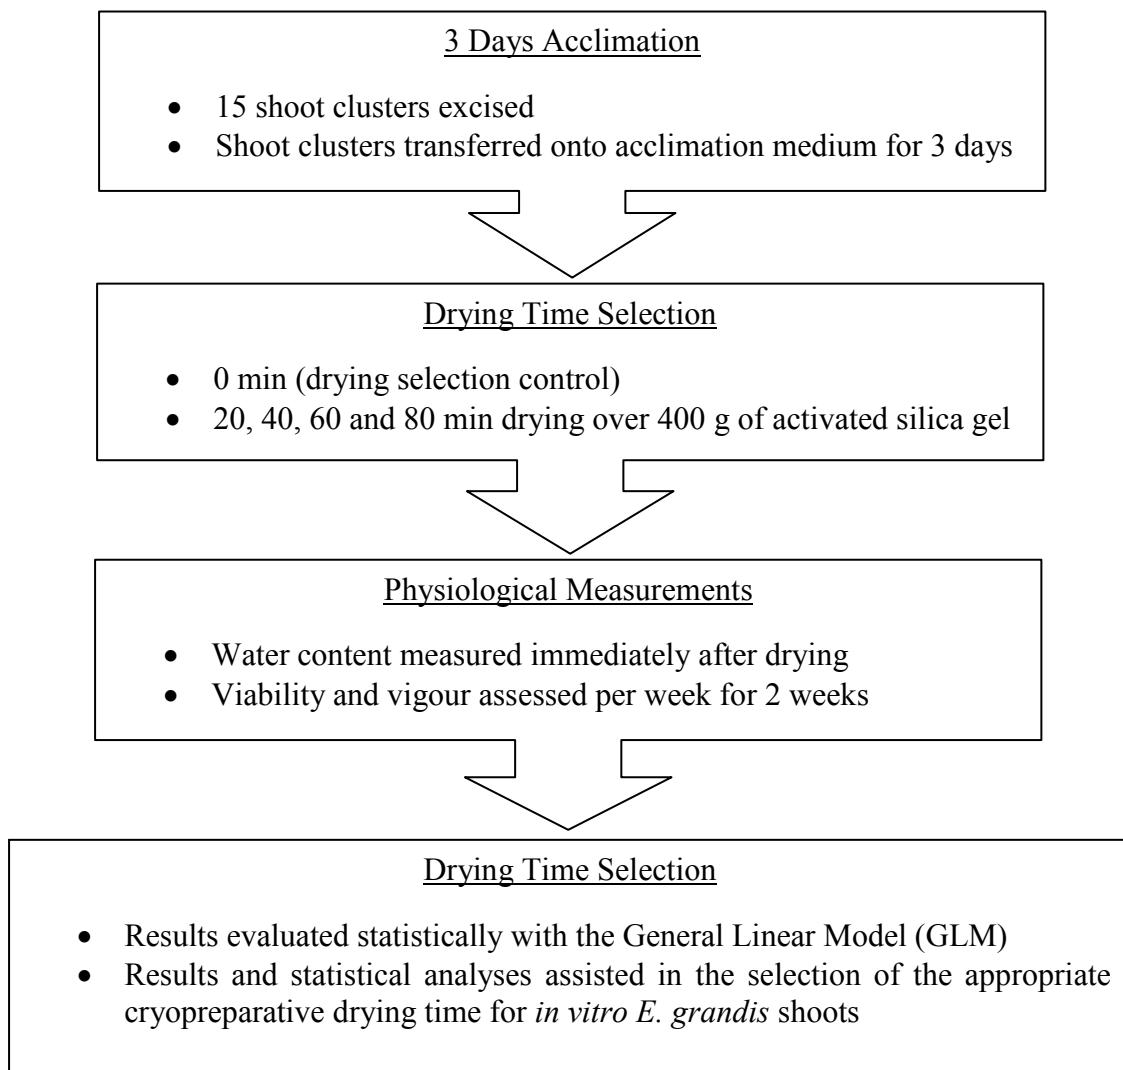 3 Days Acclimation
• 15 shoot clusters excised
• Shoot clusters transferred onto acclimation medium for 3 days
Drying Time Selection
• 0 min (drying selection control)
• 20, 40, 60 and 80 min drying over 400 g of activated silica gel
Physiological Measurements
• Water content measured immediately after drying
• Viability and vigour assessed per week for 2 weeks
Drying Time Selection
• Results evaluated statistically with the General Linear Model (GLM)
• Results and statistical analyses assisted in the selection of the appropriate
cryopreparative drying time for in vitro E. grandis shoots